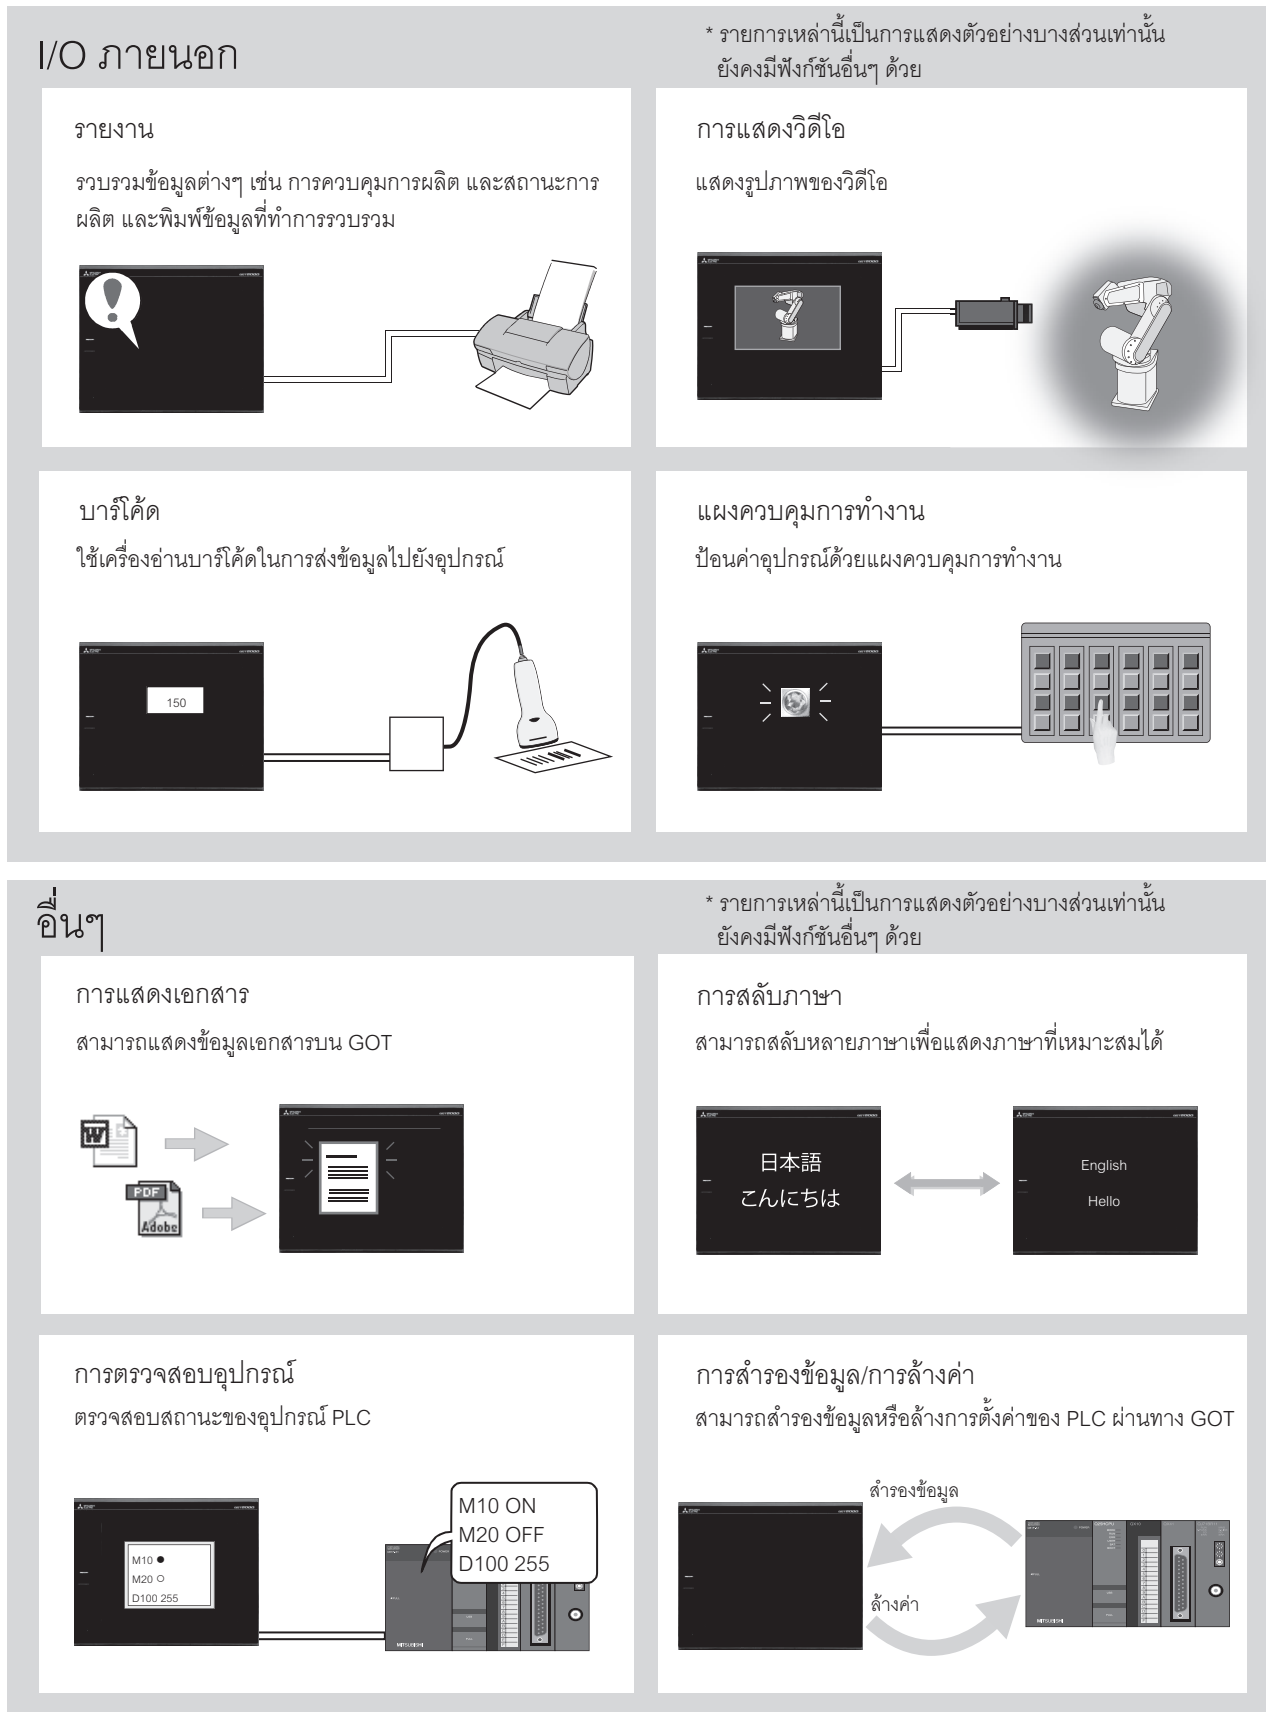 I/O ภายนอก
* รายการเหล่านี้เป็นการแสดงตัวอย่างบางส่วนเท่านั้น
ยังคงมีฟังก์ชันอื่นๆ ด้วย
รายงาน
รวบรวมข้อมูลต่างๆ เช่น การควบคุมการผลิต และสถานะการ
ผลิต และพิมพ์ข้อมูลที่ทำการรวบรวม
การแสดงวิดีโอ
แสดงรูปภาพของวิดีโอ
บาร์โค้ด
ใช้เครื่องอ่านบาร์โค้ดในการส่งข้อมูลไปยังอุปกรณ์
150
แผงควบคุมการทำงาน
ป้อนค่าอุปกรณ์ด้วยแผงควบคุมการทำงาน
อื่นๆ
* รายการเหล่านี้เป็นการแสดงตัวอย่างบางส่วนเท่านั้น
ยังคงมีฟังก์ชันอื่นๆ ด้วย
การแสดงเอกสาร
สามารถแสดงข้อมูลเอกสารบน GOT
W
PDF
Adobe
การสลับภาษา
สามารถสลับหลายภาษาเพื่อแสดงภาษาที่เหมาะสมได้
日本語
こんにちは
English
Hello
การตรวจสอบอุปกรณ์
ตรวจสอบสถานะของอุปกรณ์ PLC
M10 ●
M20 ○
D100 255
M10 ON
M20 OFF
D100 255
MITSUBISHI
การสำรองข้อมูล/การล้างค่า
สามารถสำรองข้อมูลหรือล้างการตั้งค่าของ PLC ผ่านทาง GOT
สำรองข้อมูล
ล้างค่า
MITSUBISHI